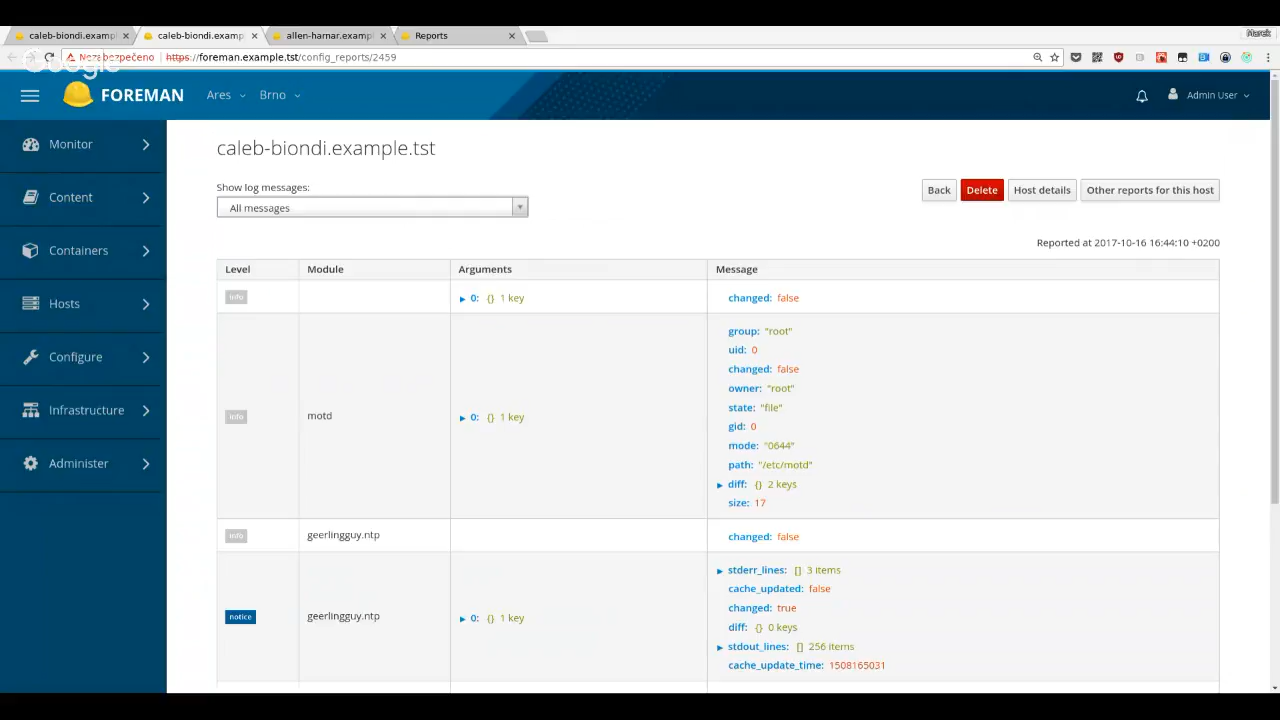 caleb-biondi.exampl
caleb-biondi.examp
allen-harnar.example
Reports
Marek
Nezabezpečeno
https://foreman.example.tst/config_reports/2459
Google
FOREMAN
Ares
Brno
Admin User
Monitor
Content
Containers
Hosts
Configure
Infrastructure
Administer
caleb-biondi.example.tst
Show log messages:
All messages
Back
Delete
Host details
Other reports for this host
Reported at 2017-10-16 16:44:10 +0200
Level Module Arguments Message
info 0: {} 1 key changed: false
group: "root"
uid: 0
changed: false
owner: "root"
state: "file"
info motd 0: {} 1 key
gid: 0
mode: "0644"
path: "/etc/motd"
diff: {} 2 keys
size: 17
info geerlingguy.ntp changed: false
stderr_lines: [] 3 items
cache_updated: false
changed: true
notice geerlingguy.ntp 0: {} 1 key
diff: {} 0 keys
stdout_lines: [] 256 items
cache_update_time: 1508165031